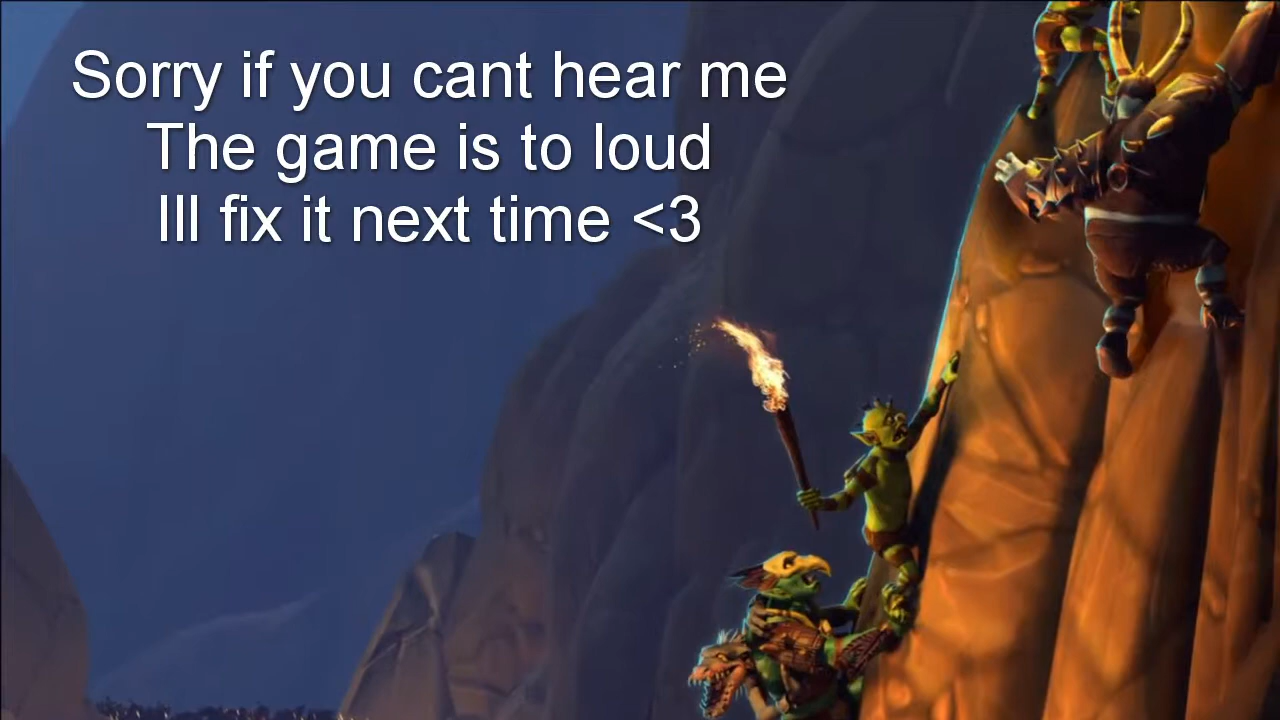 Sorry if you cant hear me
The game is to loud
Ill fix it next time <3